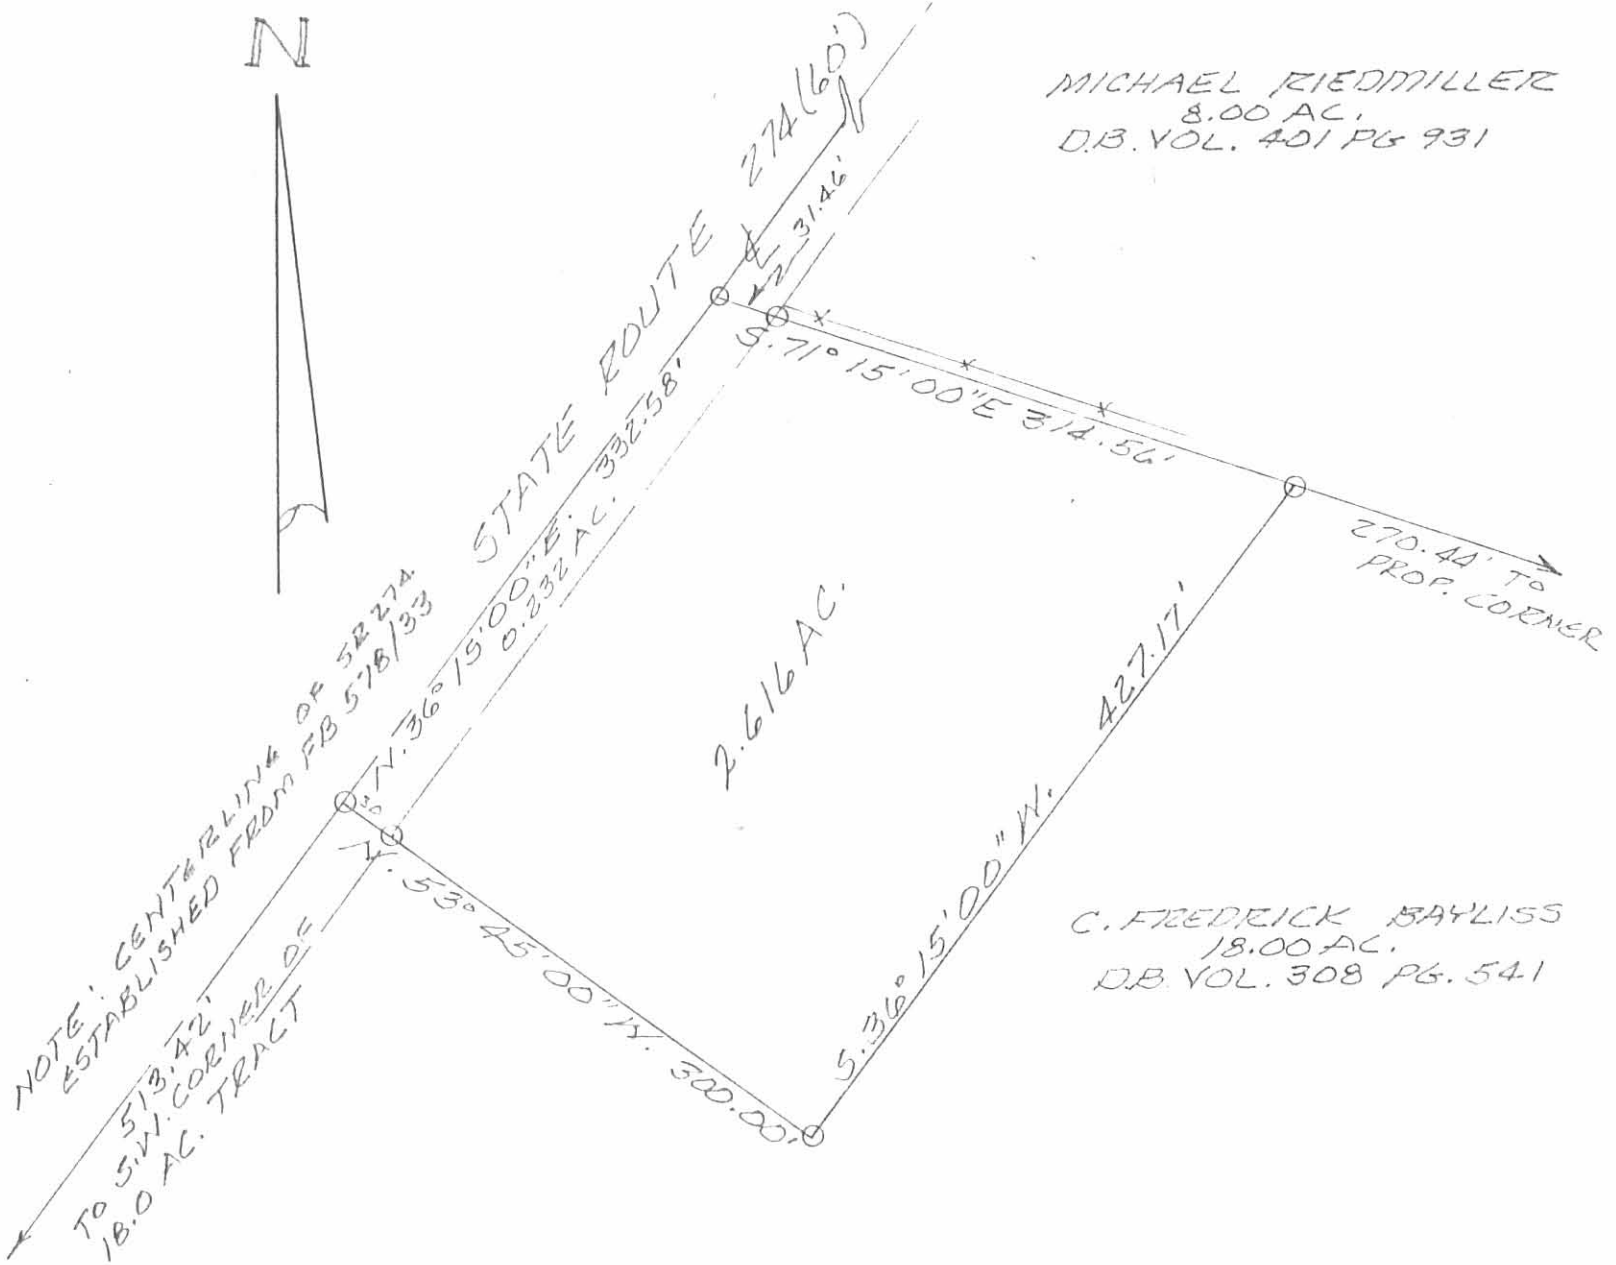 N
MICHAEL RIEDMILLER
8.00 AC.
D.B. VOL. 401 PG 931
STATE ROUTE 274 (60')
℄
31.46'
S. 71° 15' 00" E 314.56'
270.44' TO
PROP. CORNER
N. 36° 15' 00" E. 332.58'
0.232 AC.
2.616 AC.
S. 36° 15' 00" W. 427.17'
30
N. 53° 45' 00" W. 300.00'
NOTE: CENTERLINE OF SR 274.
ESTABLISHED FROM FB 578/33
513.42'
TO S.W. CORNER OF
18.0 AC. TRACT
C. FREDRICK BAYLISS
18.00 AC.
D.B. VOL. 308 PG. 541